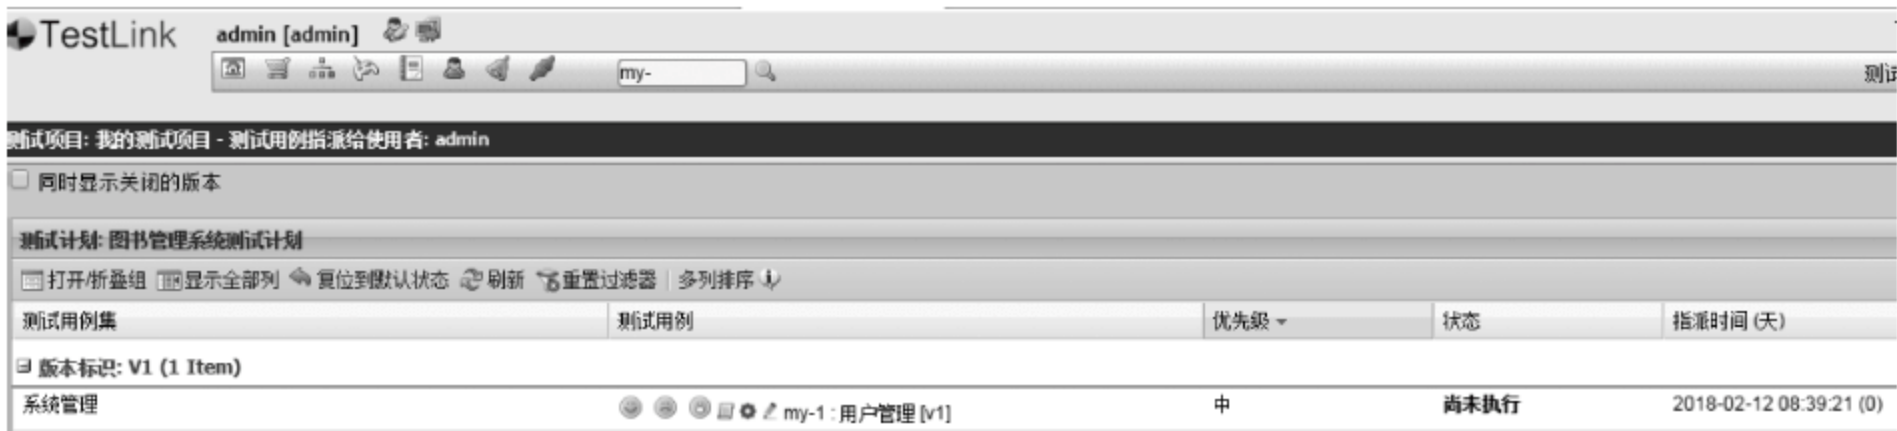 TestLink admin [admin]
my-
测试
测试项目: 我的测试项目 - 测试用例指派给使用者: admin
同时显示关闭的版本
测试计划: 图书管理系统测试计划
打开/折叠组 显示全部列 复位到默认状态 刷新 重置过滤器 多列排序
测试用例集 测试用例 优先级 状态 指派时间 (天)
版本标识: V1 (1 Item)
系统管理 my-1 : 用户管理 [v1] 中 尚未执行 2018-02-12 08:39:21 (0)